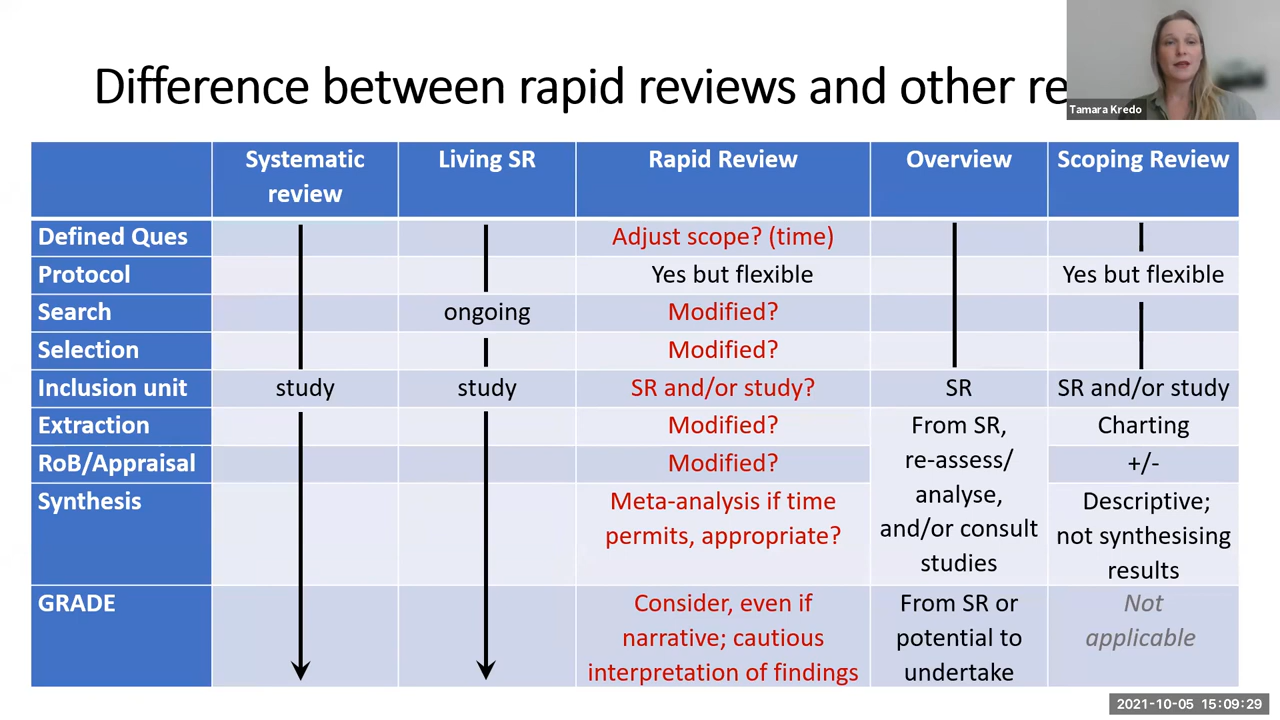 Difference between rapid reviews and other re
Tamara Kredo
Systematic review
Living SR
Rapid Review
Overview
Scoping Review
Defined Ques
Adjust scope? (time)
Protocol
Yes but flexible
Yes but flexible
Search
ongoing
Modified?
Selection
Modified?
Inclusion unit
study
study
SR and/or study?
SR
SR and/or study
Extraction
Modified?
From SR,
re-assess/
analyse,
and/or consult
studies
Charting
RoB/Appraisal
Modified?
+/-
Synthesis
Meta-analysis if time
permits, appropriate?
Descriptive;
not synthesising
results
GRADE
Consider, even if
narrative; cautious
interpretation of findings
From SR or
potential to
undertake
Not
applicable
2021-10-05 15:09:29